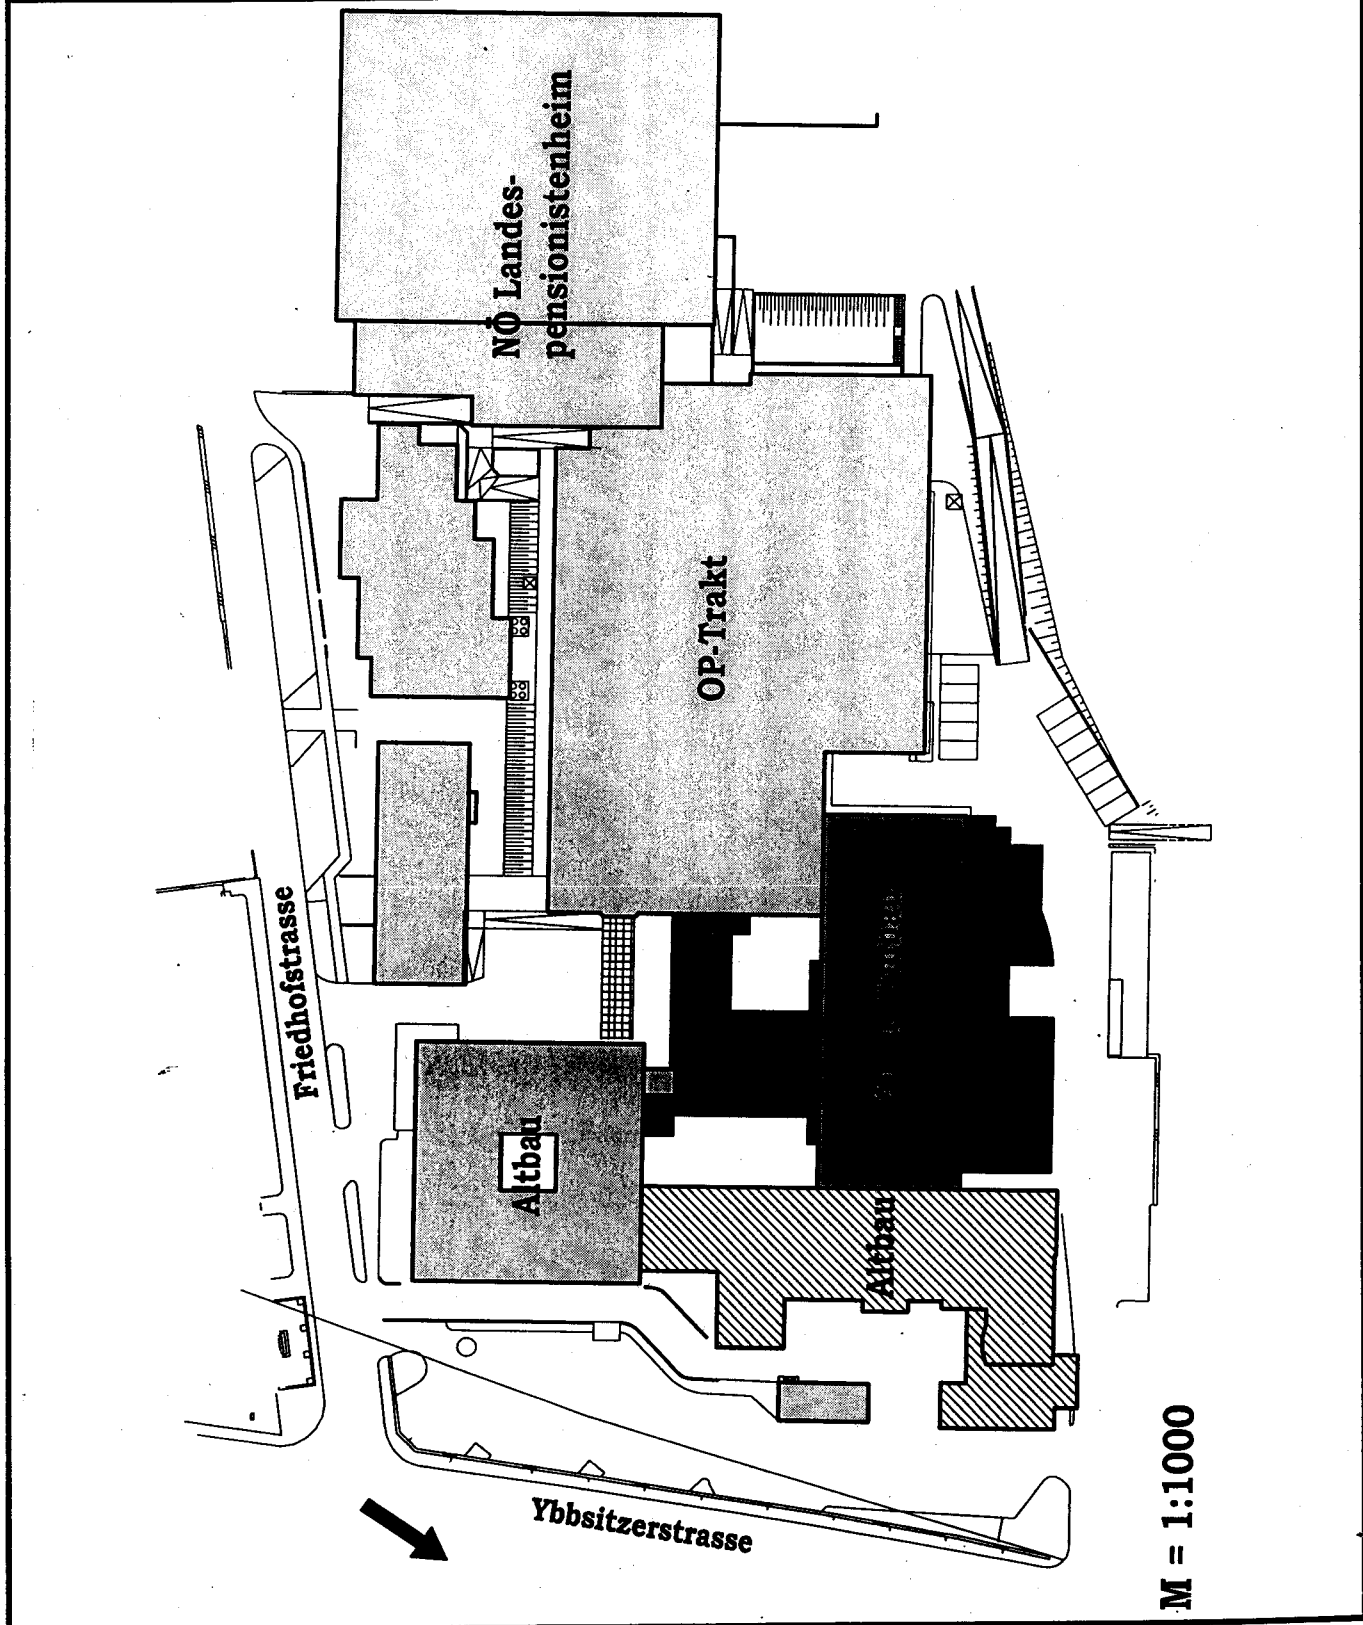 NÖ Landes-
pensionistenheim
OP-Trakt
Friedhofstrasse
Altbau
Altbau
Ybbsitzerstrasse
M = 1:1000